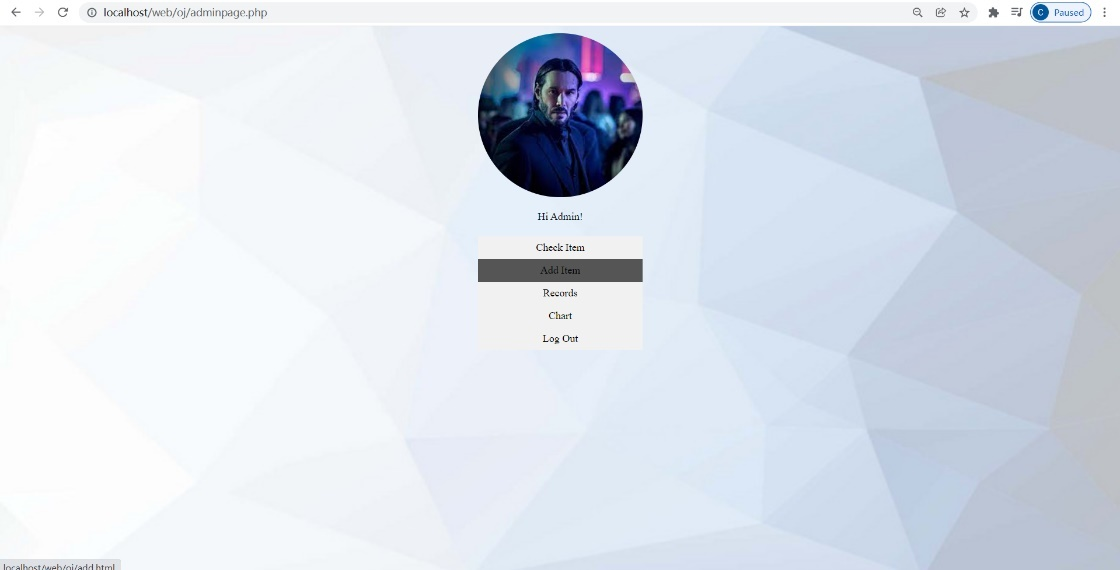 localhost/web/oj/adminpage.php
C Paused
Hi Admin!
Check Item
Add Item
Records
Chart
Log Out
localhost/web/oj/add.html